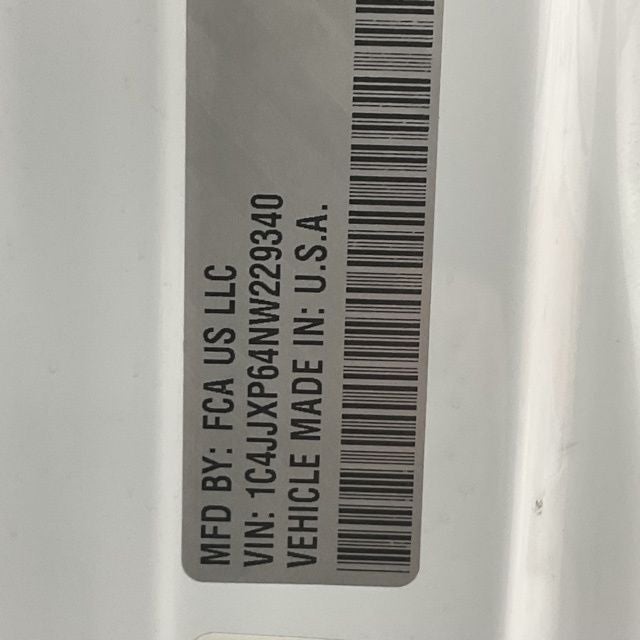 MFD BY: FCA US LLC
VIN: 1C4JJXP64NW229340
VEHICLE MADE IN: U.S.A.